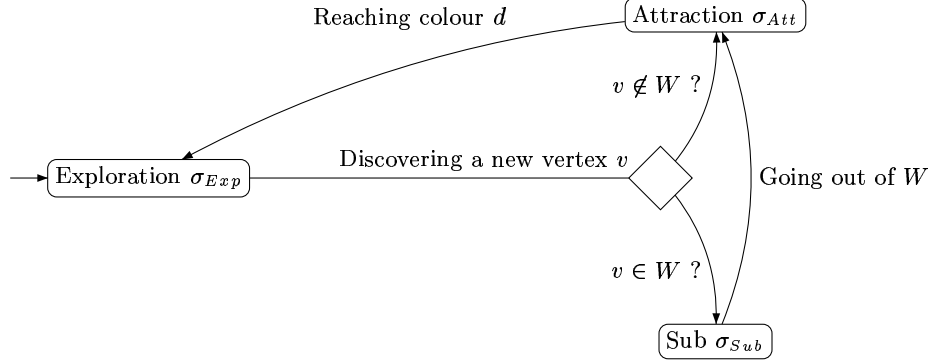 Reaching colour d
Attraction σ_Att
v ∉ W ?
Discovering a new vertex v
Exploration σ_Exp
Going out of W
v ∈ W ?
Sub σ_Sub